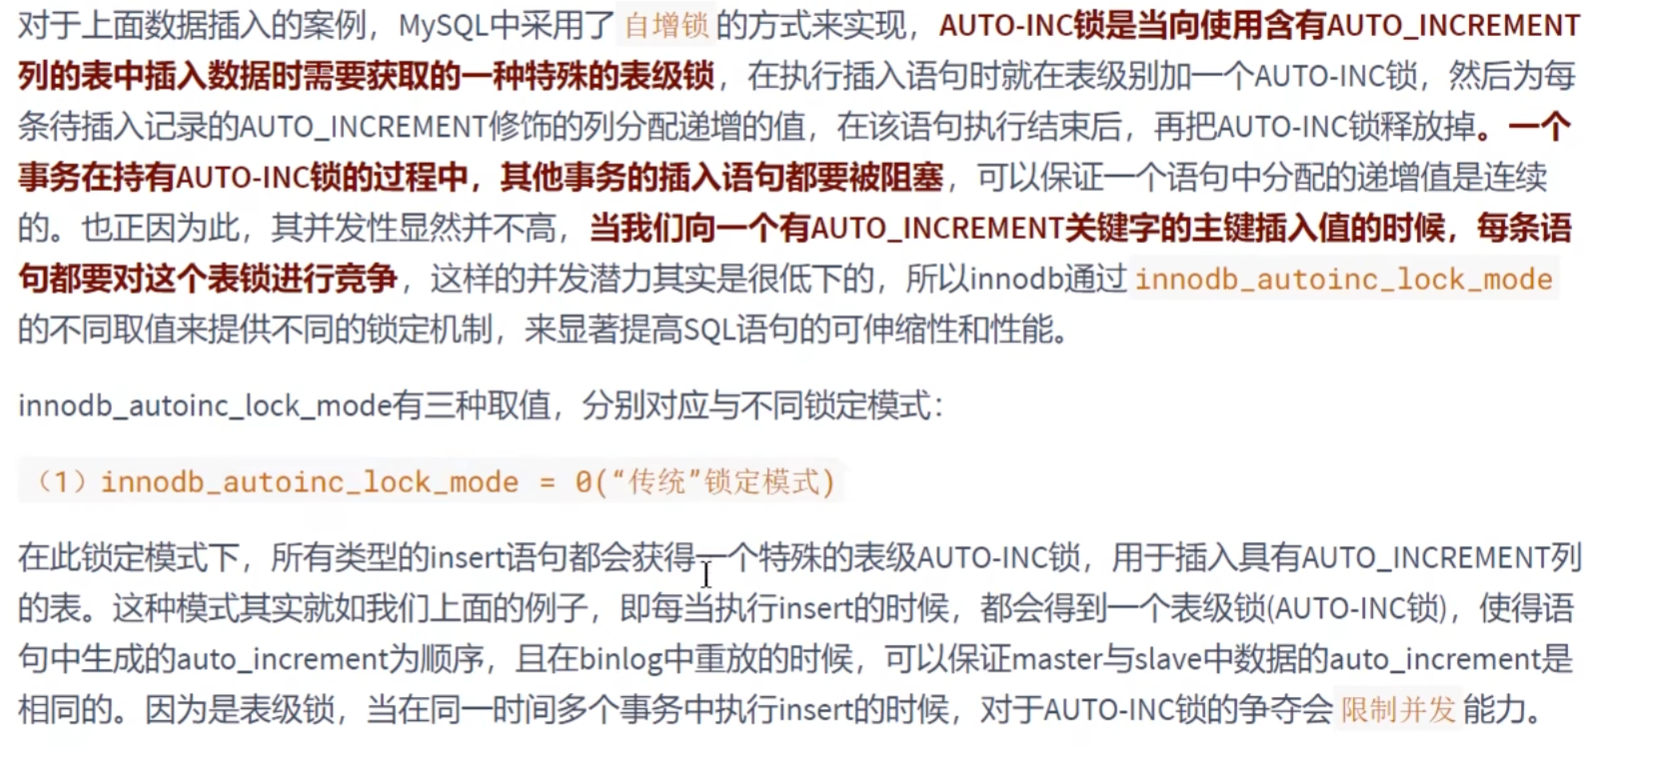 对于上面数据插入的案例，MySQL中采用了 自增锁 的方式来实现，AUTO-INC锁是当向使用含有AUTO_INCREMENT
列的表中插入数据时需要获取的一种特殊的表级锁，在执行插入语句时就在表级别加一个AUTO-INC锁，然后为每
条待插入记录的AUTO_INCREMENT修饰的列分配递增的值，在该语句执行结束后，再把AUTO-INC锁释放掉。一个
事务在持有AUTO-INC锁的过程中，其他事务的插入语句都要被阻塞，可以保证一个语句中分配的递增值是连续
的。也正因为此，其并发性显然并不高，当我们向一个有AUTO_INCREMENT关键字的主键插入值的时候，每条语
句都要对这个表锁进行竞争，这样的并发潜力其实是很低下的，所以innodb通过 innodb_autoinc_lock_mode
的不同取值来提供不同的锁定机制，来显著提高SQL语句的可伸缩性和性能。
innodb_autoinc_lock_mode有三种取值，分别对应与不同锁定模式：
（1）innodb_autoinc_lock_mode = 0(“传统”锁定模式)
在此锁定模式下，所有类型的insert语句都会获得一个特殊的表级AUTO-INC锁，用于插入具有AUTO_INCREMENT列
的表。这种模式其实就如我们上面的例子，即每当执行insert的时候，都会得到一个表级锁(AUTO-INC锁)，使得语
句中生成的auto_increment为顺序，且在binlog中重放的时候，可以保证master与slave中数据的auto_increment是
相同的。因为是表级锁，当在同一时间多个事务中执行insert的时候，对于AUTO-INC锁的争夺会 限制并发 能力。